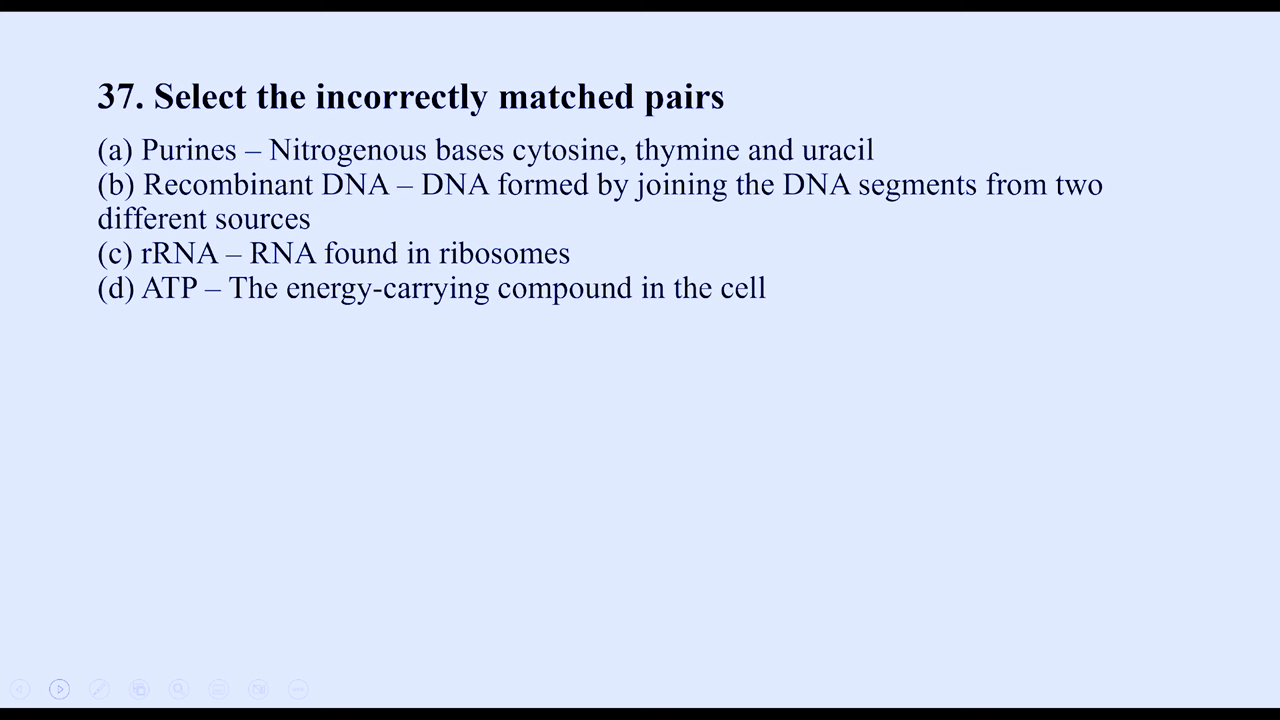 37. Select the incorrectly matched pairs
(a) Purines – Nitrogenous bases cytosine, thymine and uracil
(b) Recombinant DNA – DNA formed by joining the DNA segments from two
different sources
(c) rRNA – RNA found in ribosomes
(d) ATP – The energy-carrying compound in the cell